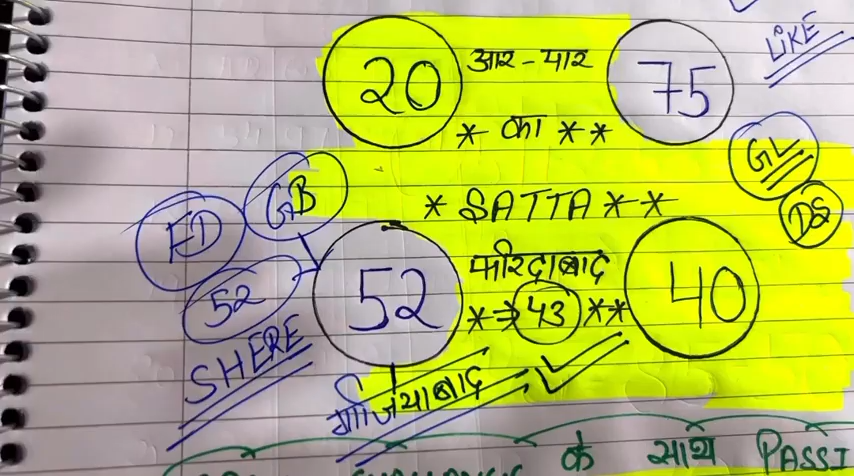 LIKE
20 आर-पार 75
* का **
GL
GB * SATTA ** DS
FD
52 52 फरिदाबाद 40
*⇒ 43 **
SHERE
गाजियाबाद
के साथ PASSI